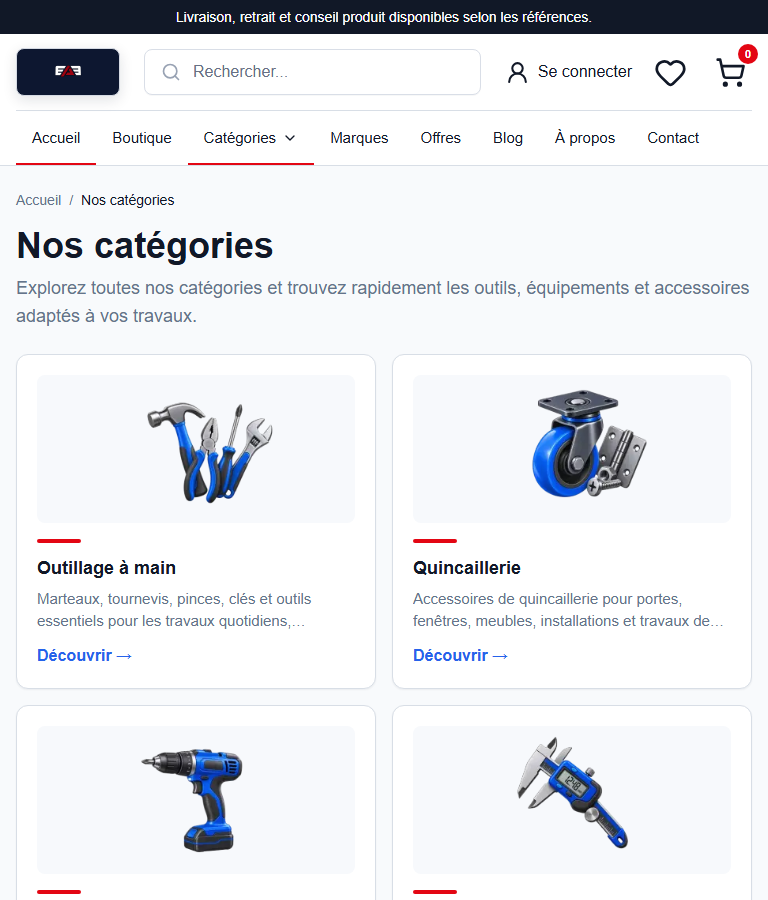 Livraison, retrait et conseil produit disponibles selon les références.
Rechercher...
Se connecter
0
Accueil
Boutique
Catégories
Marques
Offres
Blog
À propos
Contact
Accueil / Nos catégories
Nos catégories
Explorez toutes nos catégories et trouvez rapidement les outils, équipements et accessoires
adaptés à vos travaux.
Outillage à main
Marteaux, tournevis, pinces, clés et outils
essentiels pour les travaux quotidiens,…
Découvrir →
Quincaillerie
Accessoires de quincaillerie pour portes,
fenêtres, meubles, installations et travaux de…
Découvrir →